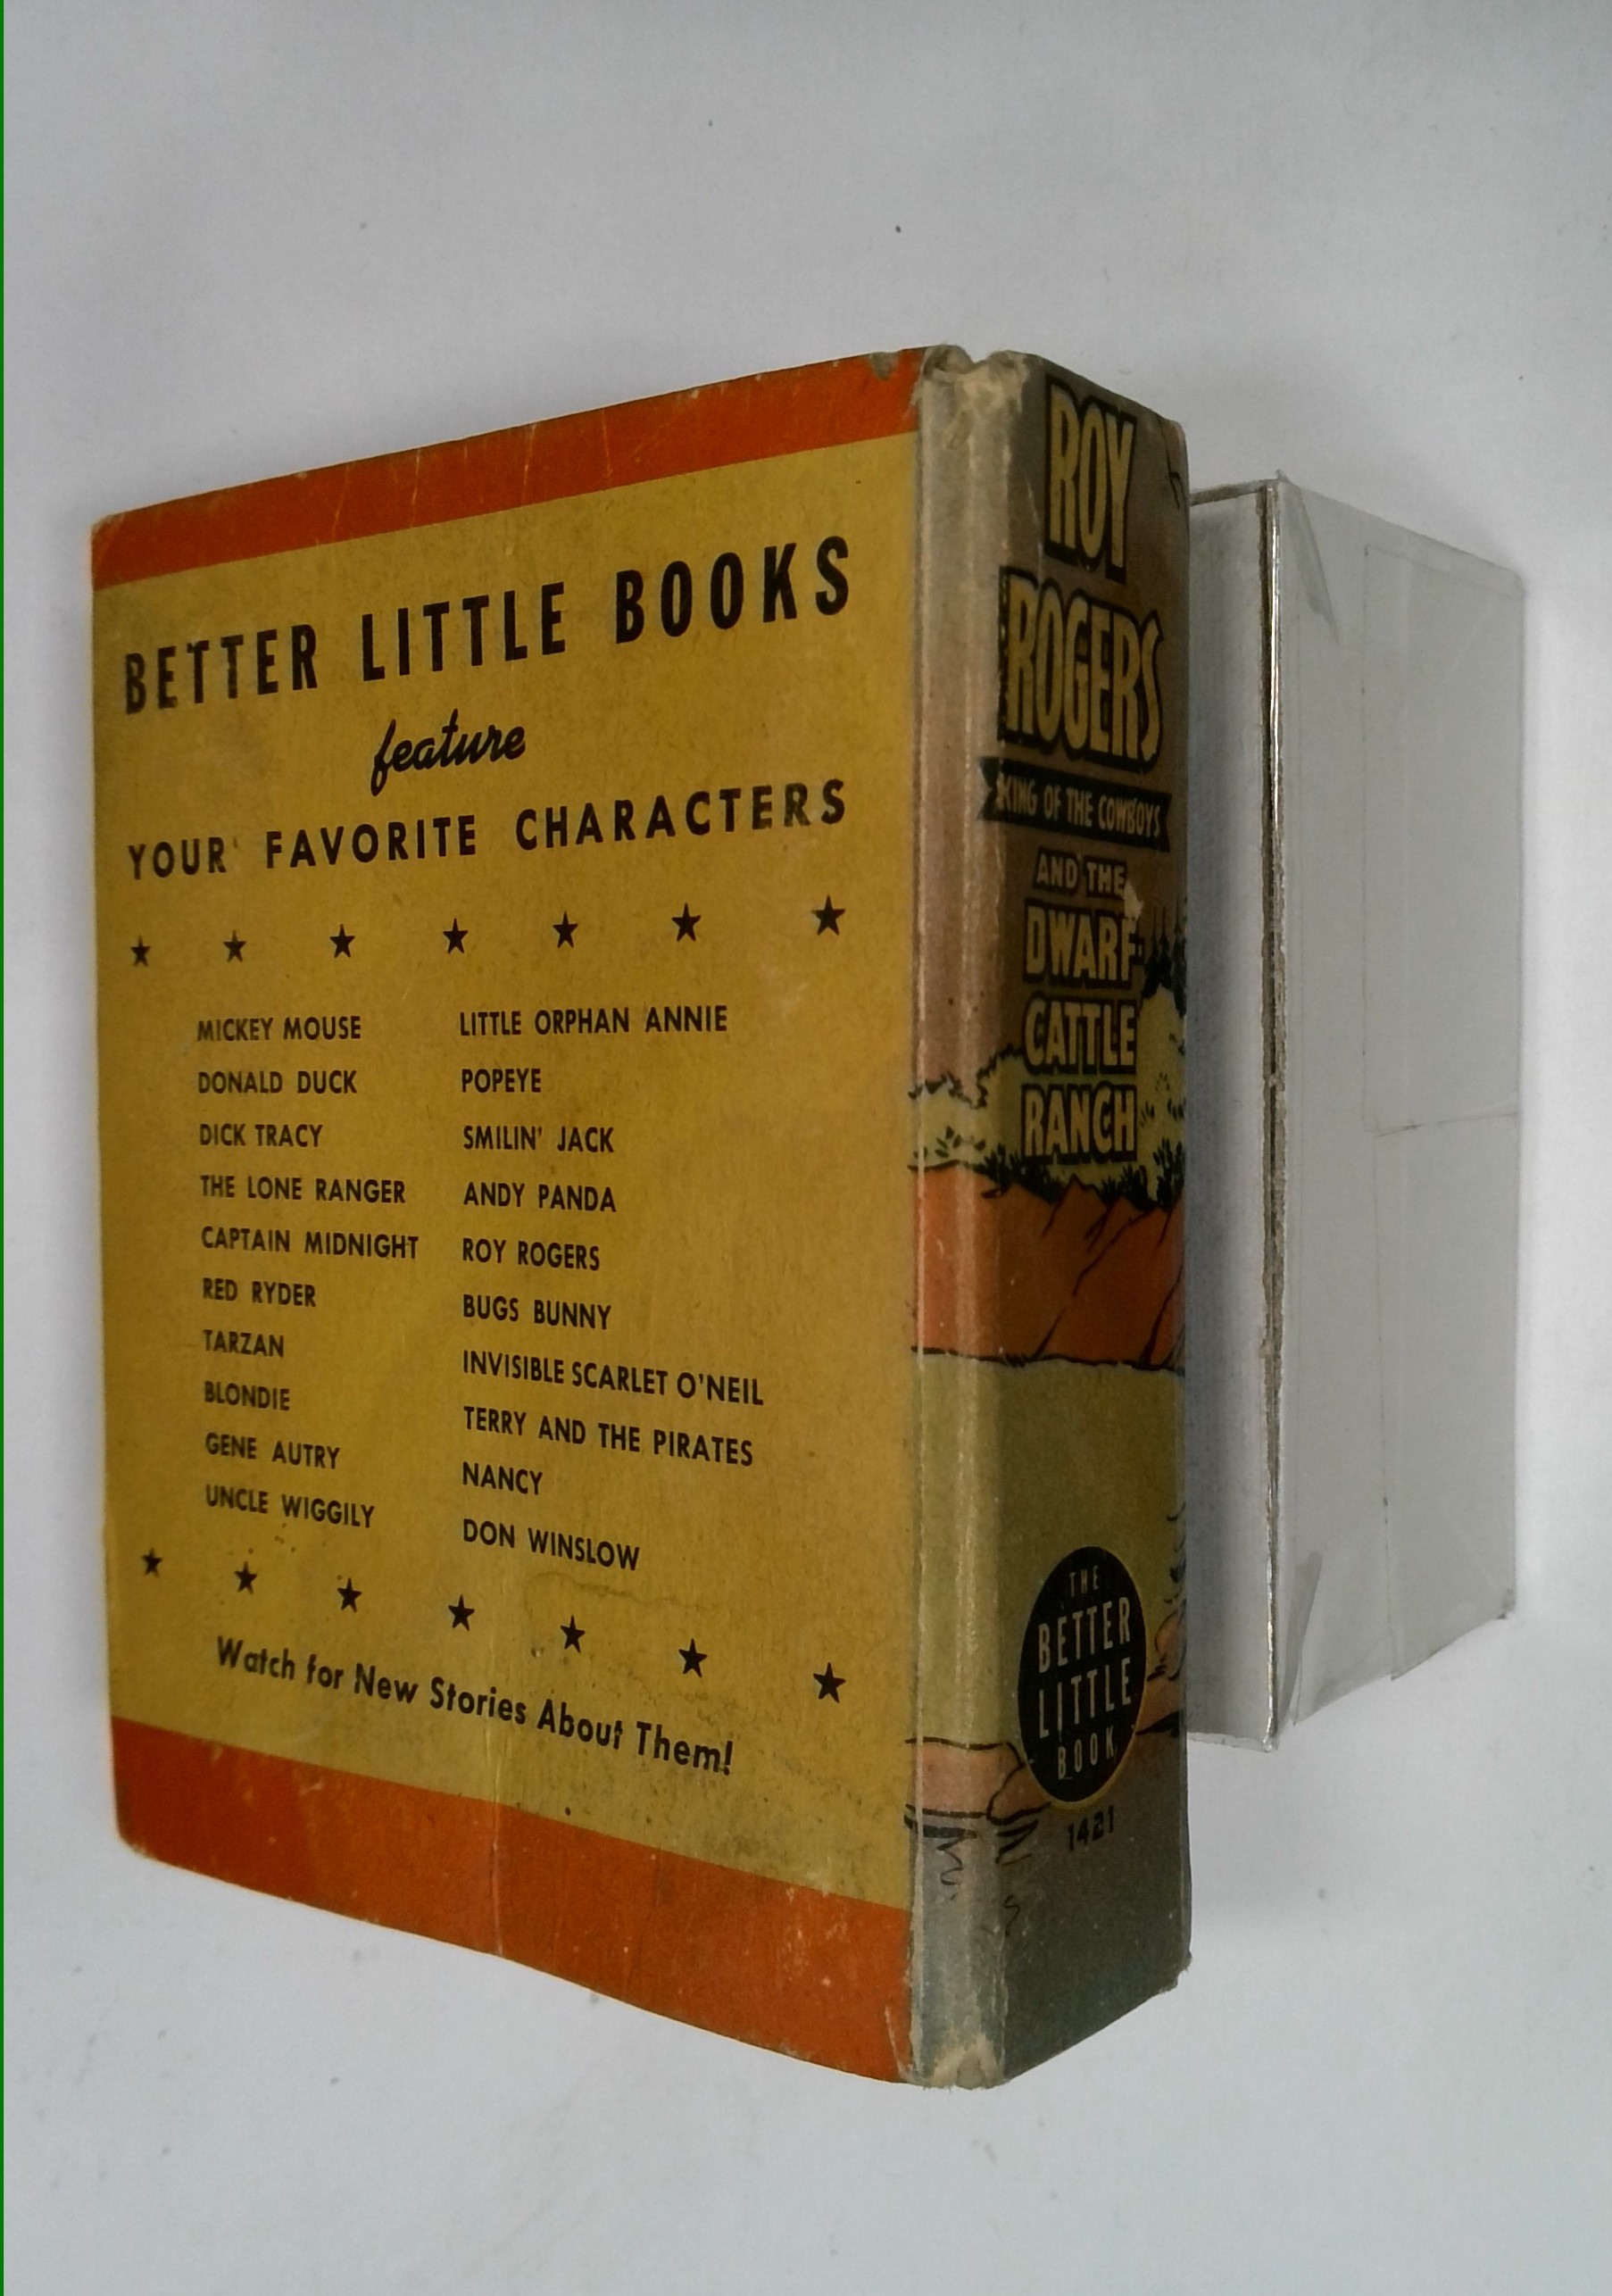 BETTER LITTLE BOOKS
feature
YOUR FAVORITE CHARACTERS
MICKEY MOUSE
DONALD DUCK
DICK TRACY
THE LONE RANGER
CAPTAIN MIDNIGHT
RED RYDER
TARZAN
BLONDIE
GENE AUTRY
UNCLE WIGGILY
LITTLE ORPHAN ANNIE
POPEYE
SMILIN' JACK
ANDY PANDA
ROY ROGERS
BUGS BUNNY
INVISIBLE SCARLET O'NEIL
TERRY AND THE PIRATES
NANCY
DON WINSLOW
Watch for New Stories About Them!
ROY
ROGERS
KING OF THE COWBOYS
AND THE
DWARF
CATTLE
RANCH
THE
BETTER
LITTLE
BOOK
1421